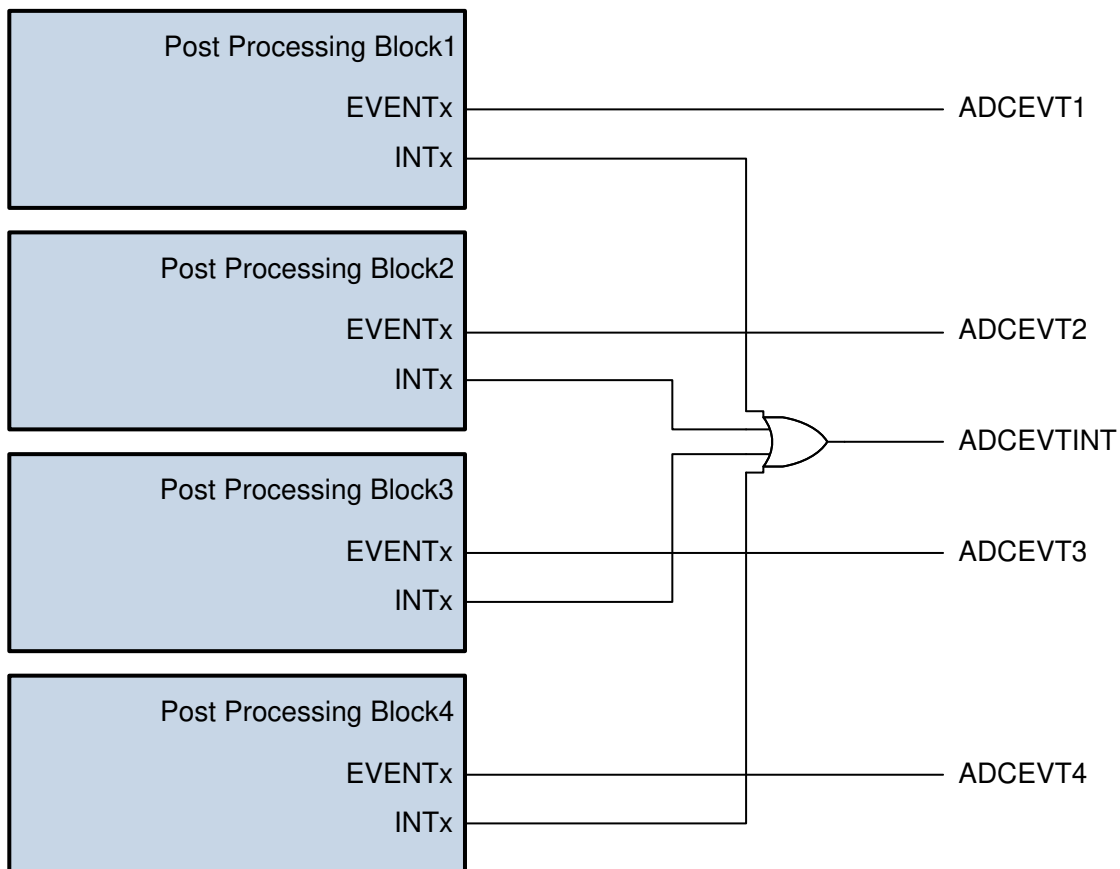 Post Processing Block1
EVENTx
ADCEVT1
INTx
Post Processing Block2
EVENTx
ADCEVT2
INTx
ADCEVTINT
Post Processing Block3
EVENTx
ADCEVT3
INTx
Post Processing Block4
EVENTx
ADCEVT4
INTx